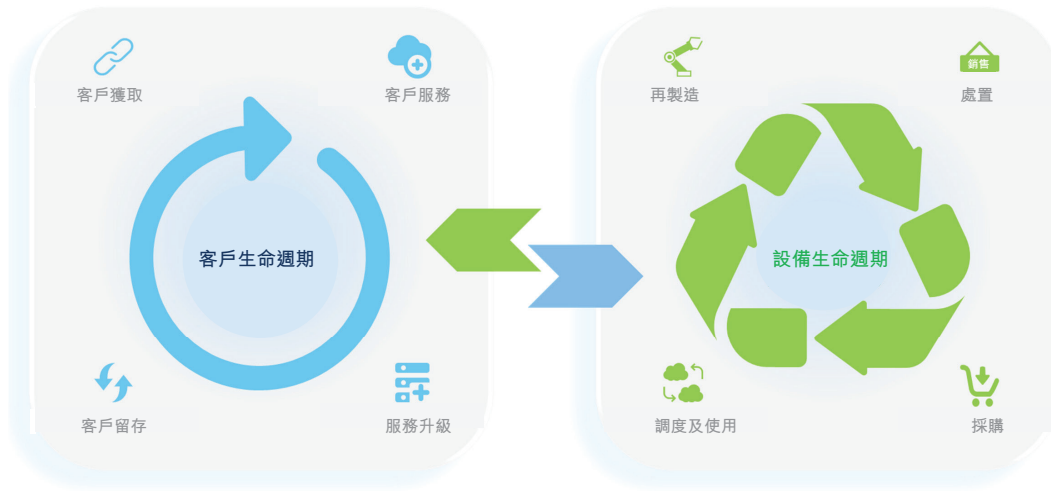 客戶獲取
客戶服務
客戶生命週期
客戶留存
服務升級
再製造
銷售
處置
設備生命週期
調度及使用
採購